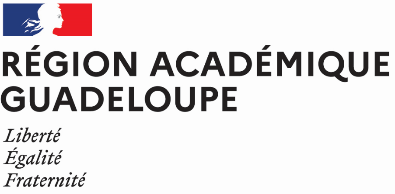 RÉGION ACADÉMIQUE
GUADELOUPE
Liberté
Égalité
Fraternité